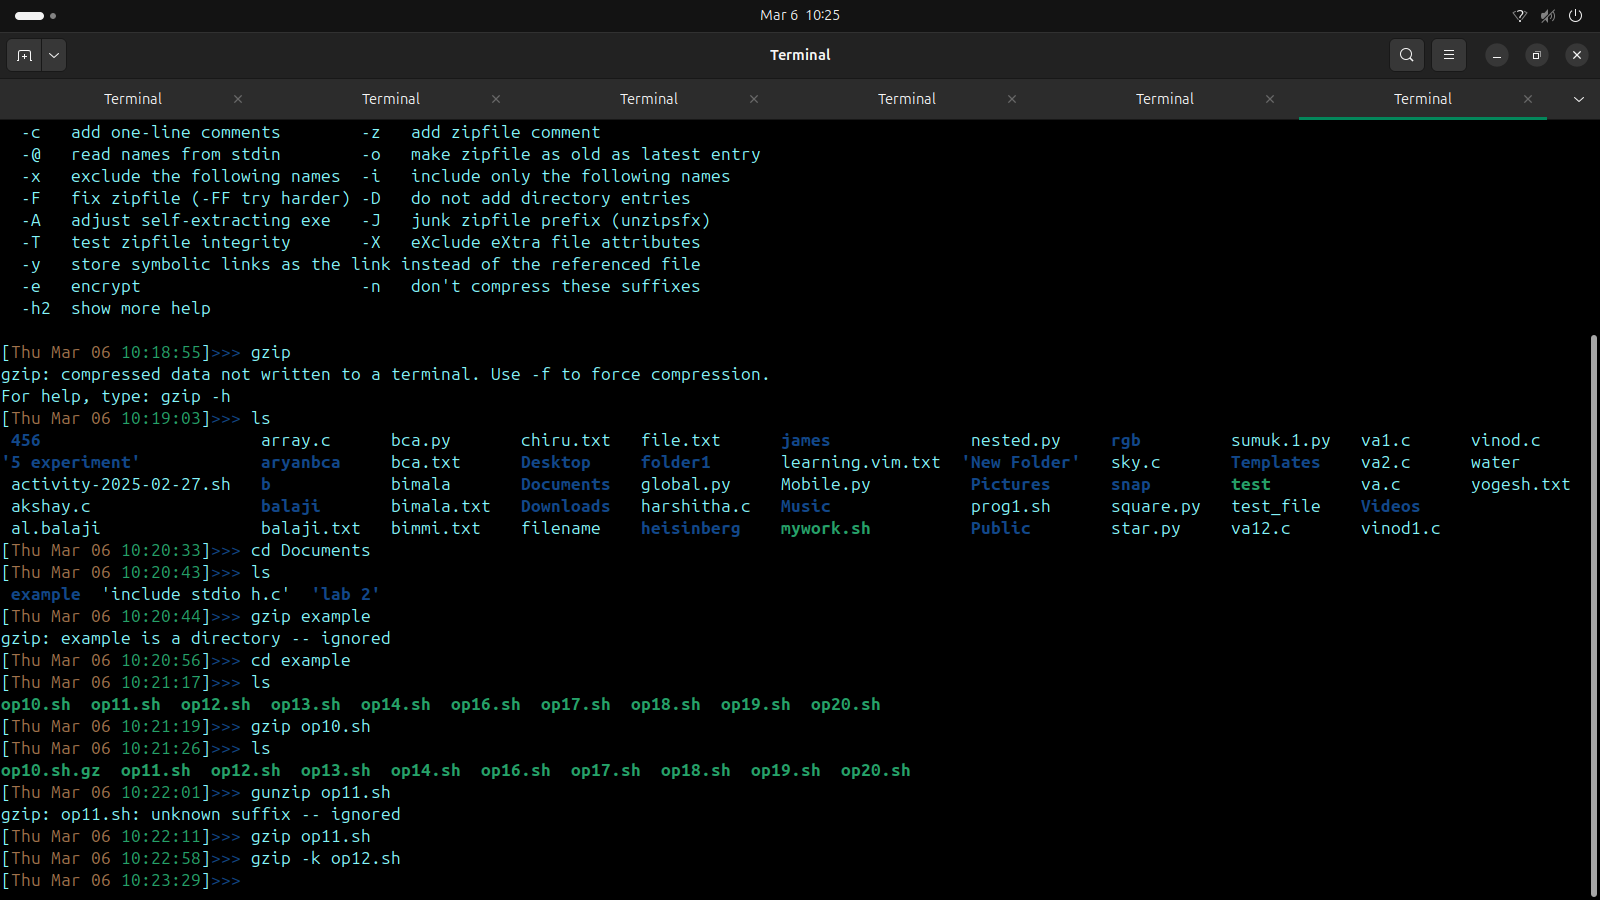 Mar 6 10:25
Terminal
Terminal Terminal Terminal Terminal Terminal Terminal
-c add one-line comments -z add zipfile comment
-@ read names from stdin -o make zipfile as old as latest entry
-x exclude the following names -i include only the following names
-F fix zipfile (-FF try harder) -D do not add directory entries
-A adjust self-extracting exe -J junk zipfile prefix (unzipsfx)
-T test zipfile integrity -X eXclude eXtra file attributes
-y store symbolic links as the link instead of the referenced file
-e encrypt -n don't compress these suffixes
-h2 show more help
[Thu Mar 06 10:18:55]>>> gzip
gzip: compressed data not written to a terminal. Use -f to force compression.
For help, type: gzip -h
[Thu Mar 06 10:19:03]>>> ls
456 array.c bca.py chiru.txt file.txt james nested.py rgb sumuk.1.py va1.c vinod.c
'5 experiment' aryanbca bca.txt Desktop folder1 learning.vim.txt 'New Folder' sky.c Templates va2.c water
activity-2025-02-27.sh b bimala Documents global.py Mobile.py Pictures snap test va.c yogesh.txt
akshay.c balaji bimala.txt Downloads harshitha.c Music prog1.sh square.py test_file Videos
al.balaji balaji.txt bimmi.txt filename heisinberg mywork.sh Public star.py va12.c vinod1.c
[Thu Mar 06 10:20:33]>>> cd Documents
[Thu Mar 06 10:20:43]>>> ls
example 'include stdio h.c' 'lab 2'
[Thu Mar 06 10:20:44]>>> gzip example
gzip: example is a directory -- ignored
[Thu Mar 06 10:20:56]>>> cd example
[Thu Mar 06 10:21:17]>>> ls
op10.sh op11.sh op12.sh op13.sh op14.sh op16.sh op17.sh op18.sh op19.sh op20.sh
[Thu Mar 06 10:21:19]>>> gzip op10.sh
[Thu Mar 06 10:21:26]>>> ls
op10.sh.gz op11.sh op12.sh op13.sh op14.sh op16.sh op17.sh op18.sh op19.sh op20.sh
[Thu Mar 06 10:22:01]>>> gunzip op11.sh
gzip: op11.sh: unknown suffix -- ignored
[Thu Mar 06 10:22:11]>>> gzip op11.sh
[Thu Mar 06 10:22:58]>>> gzip -k op12.sh
[Thu Mar 06 10:23:29]>>>